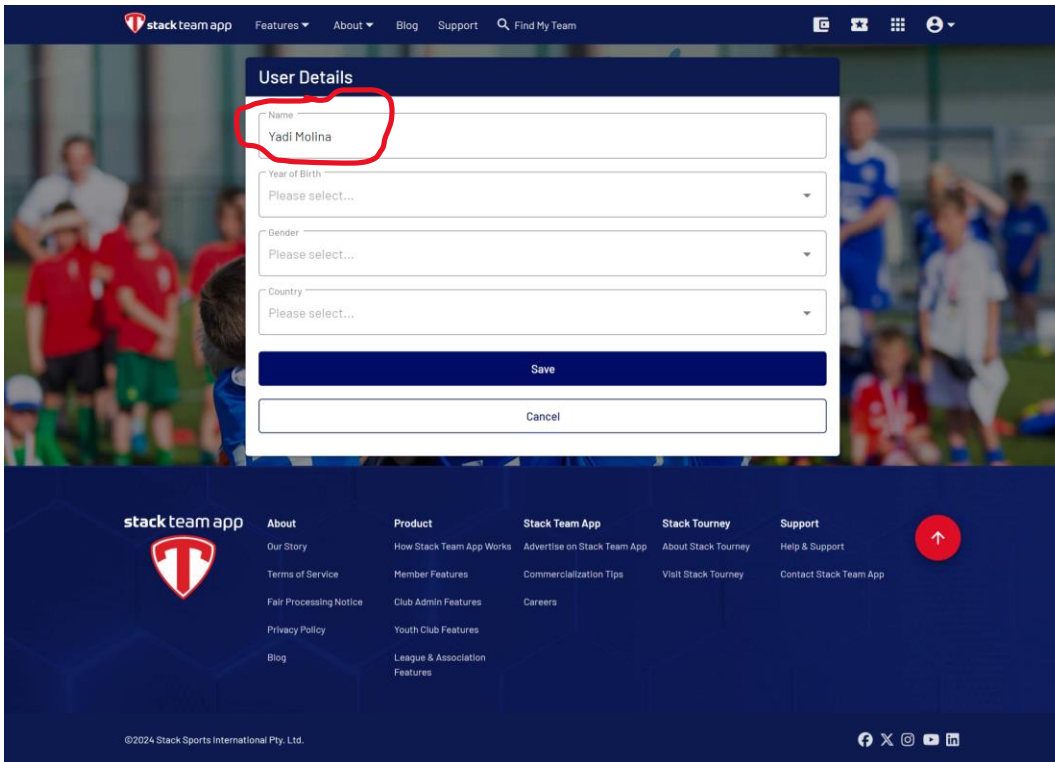 stack team app Features About Blog Support Find My Team
User Details
Name
Yadi Molina
Year of Birth
Please select...
Gender
Please select...
Country
Please select...
Save
Cancel
stack team app
About
Our Story
Terms of Service
Fair Processing Notice
Privacy Policy
Blog
Product
How Stack Team App Works
Member Features
Club Admin Features
Youth Club Features
League & Association
Features
Stack Team App
Advertise on Stack Team App
Commercialization Tips
Careers
Stack Tourney
About Stack Tourney
Visit Stack Tourney
Support
Help & Support
Contact Stack Team App
©2024 Stack Sports International Pty. Ltd.